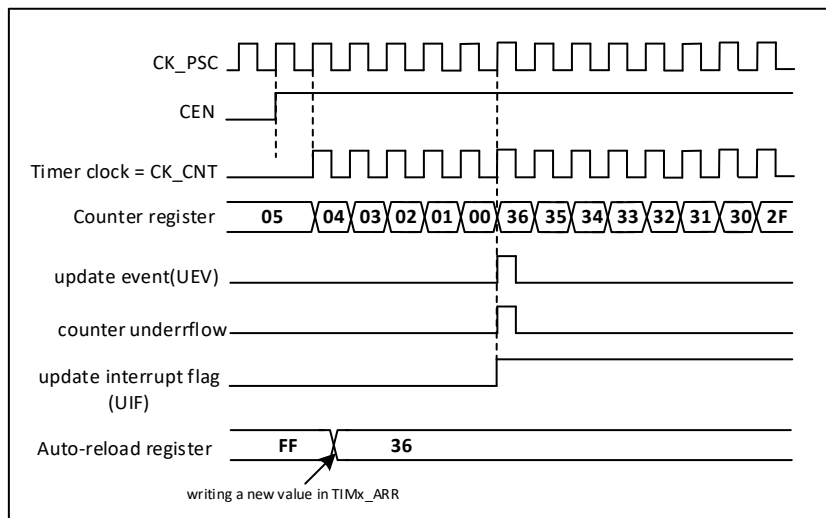 CK_PSC
CEN
Timer clock = CK_CNT
Counter register 05 04 03 02 01 00 36 35 34 33 32 31 30 2F
update event(UEV)
counter underrflow
update interrupt flag
(UIF)
Auto-reload register FF 36
writing a new value in TIMx_ARR